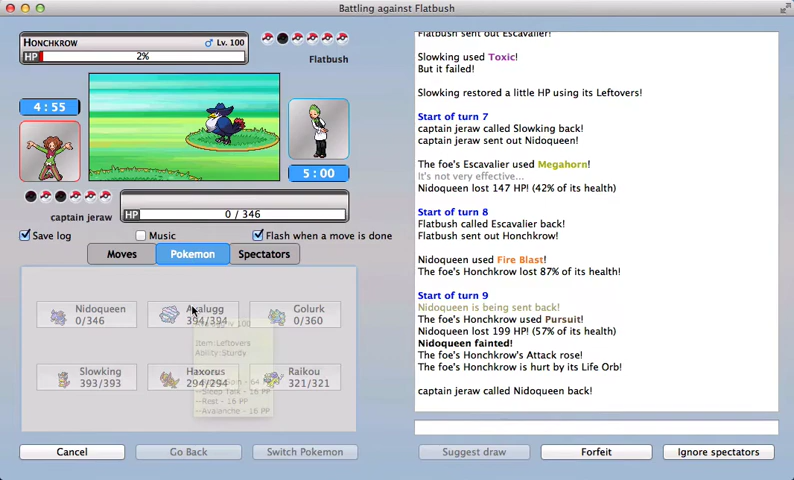 Battling against Flatbush
HONCHKROW ♂ Lv. 100
HP 2%
Flatbush
4:55
5:00
captain jeraw
HP 0 / 346
Save log
Music
Flash when a move is done
Moves
Pokemon
Spectators
Nidoqueen
0/346
Avalugg
394/394
Golurk
0/360
Item:Leftovers
Ability:Sturdy
Slowking
393/393
Haxorus
294/294
Raikou
321/321
--Sleep Talk - 16 PP
--Rest - 16 PP
--Avalanche - 16 PP
Cancel
Go Back
Switch Pokemon
Flatbush sent out Escavalier!
Slowking used Toxic!
But it failed!
Slowking restored a little HP using its Leftovers!
Start of turn 7
captain jeraw called Slowking back!
captain jeraw sent out Nidoqueen!
The foe's Escavalier used Megahorn!
It's not very effective...
Nidoqueen lost 147 HP! (42% of its health)
Start of turn 8
Flatbush called Escavalier back!
Flatbush sent out Honchkrow!
Nidoqueen used Fire Blast!
The foe's Honchkrow lost 87% of its health!
Start of turn 9
Nidoqueen is being sent back!
The foe's Honchkrow used Pursuit!
Nidoqueen lost 199 HP! (57% of its health)
Nidoqueen fainted!
The foe's Honchkrow's Attack rose!
The foe's Honchkrow is hurt by its Life Orb!
captain jeraw called Nidoqueen back!
Suggest draw
Forfeit
Ignore spectators